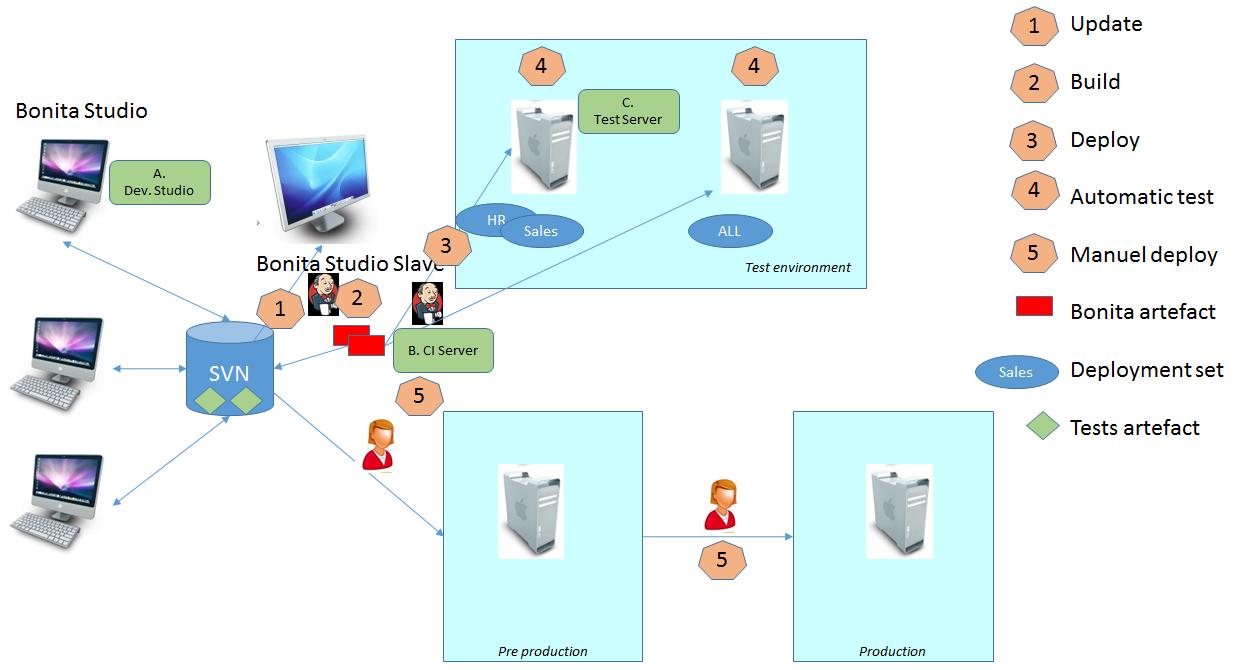 Bonita Studio
A.
Dev. Studio
Bonita Studio Slave
1
2
3
SVN
B. CI Server
5
4
4
C.
Test Server
HR
Sales
ALL
Test environment
Pre production
5
Production
1 Update
2 Build
3 Deploy
4 Automatic test
5 Manuel deploy
Bonita artefact
Sales Deployment set
Tests artefact